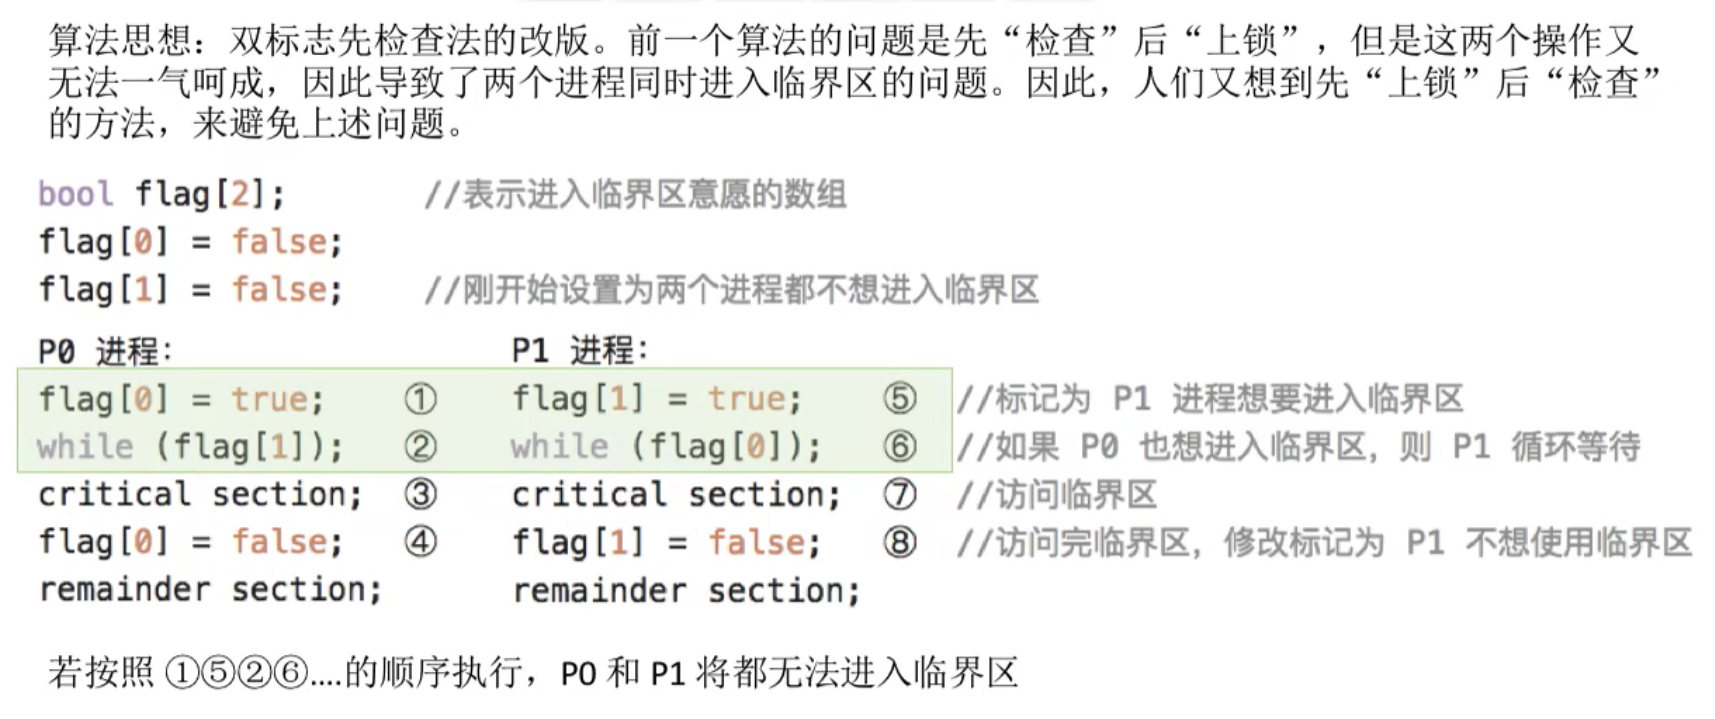 算法思想：双标志先检查法的改版。前一个算法的问题是先“检查”后“上锁”，但是这两个操作又
无法一气呵成，因此导致了两个进程同时进入临界区的问题。因此，人们又想到先“上锁”后“检查”
的方法，来避免上述问题。
bool flag[2]; //表示进入临界区意愿的数组
flag[0] = false;
flag[1] = false; //刚开始设置为两个进程都不想进入临界区
P0 进程： P1 进程：
flag[0] = true; ① flag[1] = true; ⑤ //标记为 P1 进程想要进入临界区
while (flag[1]); ② while (flag[0]); ⑥ //如果 P0 也想进入临界区，则 P1 循环等待
critical section; ③ critical section; ⑦ //访问临界区
flag[0] = false; ④ flag[1] = false; ⑧ //访问完临界区，修改标记为 P1 不想使用临界区
remainder section; remainder section;
若按照 ①⑤②⑥....的顺序执行，P0 和 P1 将都无法进入临界区